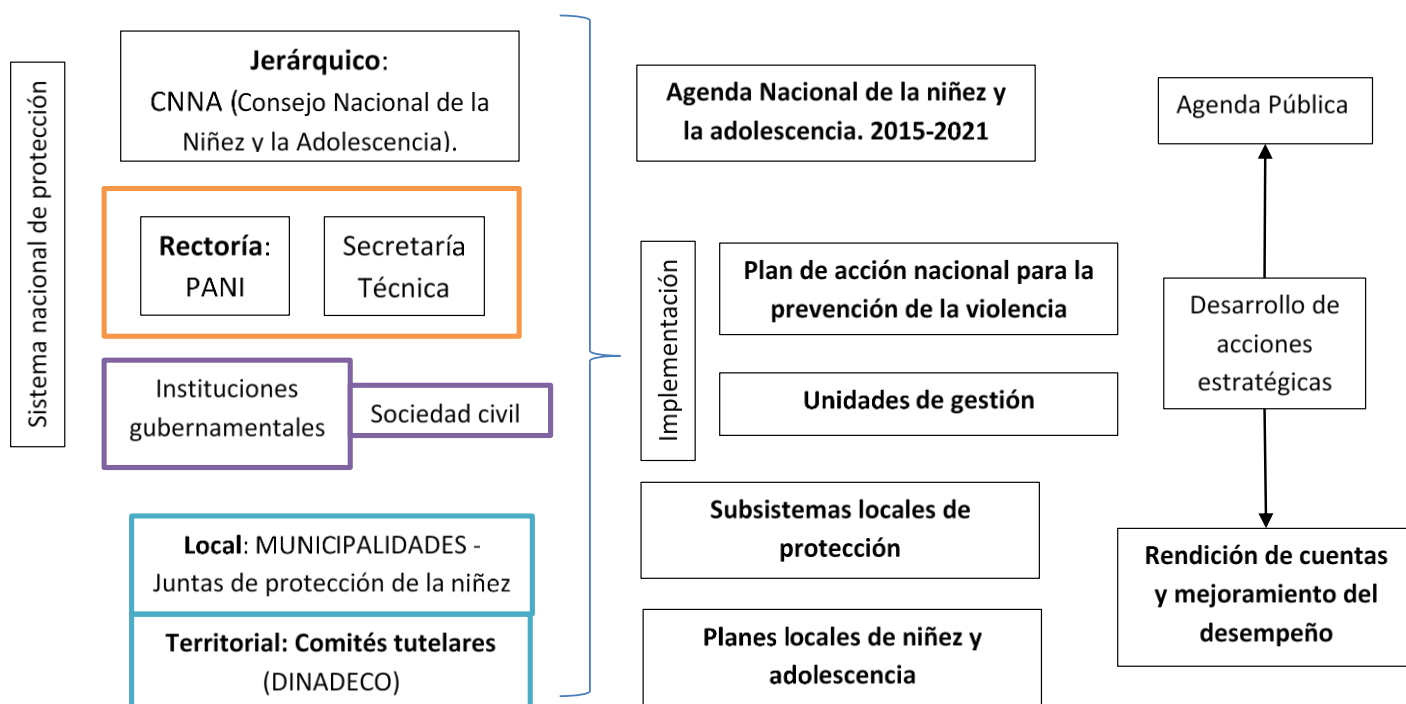 Sistema nacional de protección
Jerárquico:
CNNA (Consejo Nacional de la
Niñez y la Adolescencia).
Rectoría:
PANI
Secretaría
Técnica
Instituciones
gubernamentales
Sociedad civil
Local: MUNICIPALIDADES -
Juntas de protección de la niñez
Territorial: Comités tutelares
(DINADECO)
Agenda Nacional de la niñez y
la adolescencia. 2015-2021
Implementación
Plan de acción nacional para la
prevención de la violencia
Unidades de gestión
Subsistemas locales de
protección
Planes locales de niñez y
adolescencia
Agenda Pública
Desarrollo de
acciones
estratégicas
Rendición de cuentas
y mejoramiento del
desempeño